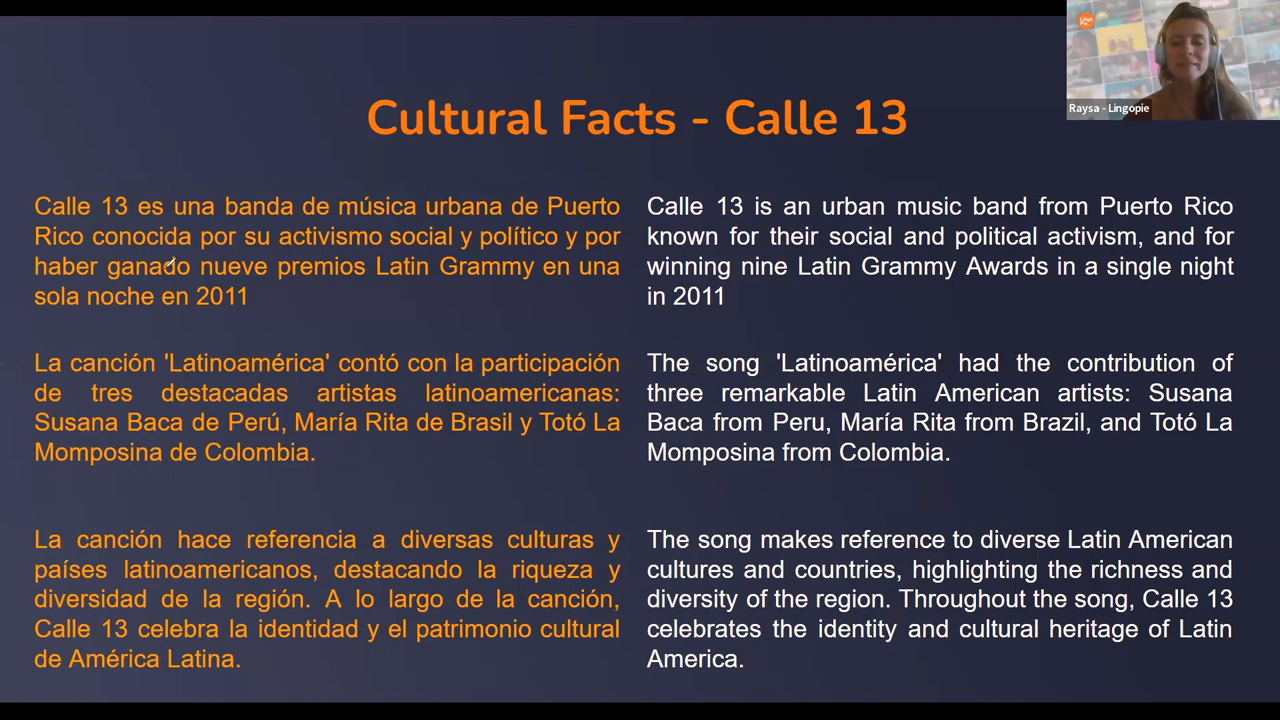 Cultural Facts - Calle 13
Raysa - Lingopie
Calle 13 es una banda de música urbana de Puerto
Rico conocida por su activismo social y político y por
haber ganado nueve premios Latin Grammy en una
sola noche en 2011
La canción 'Latinoamérica' contó con la participación
de tres destacadas artistas latinoamericanas:
Susana Baca de Perú, María Rita de Brasil y Totó La
Momposina de Colombia.
La canción hace referencia a diversas culturas y
países latinoamericanos, destacando la riqueza y
diversidad de la región. A lo largo de la canción,
Calle 13 celebra la identidad y el patrimonio cultural
de América Latina.
Calle 13 is an urban music band from Puerto Rico
known for their social and political activism, and for
winning nine Latin Grammy Awards in a single night
in 2011
The song 'Latinoamérica' had the contribution of
three remarkable Latin American artists: Susana
Baca from Peru, María Rita from Brazil, and Totó La
Momposina from Colombia.
The song makes reference to diverse Latin American
cultures and countries, highlighting the richness and
diversity of the region. Throughout the song, Calle 13
celebrates the identity and cultural heritage of Latin
America.